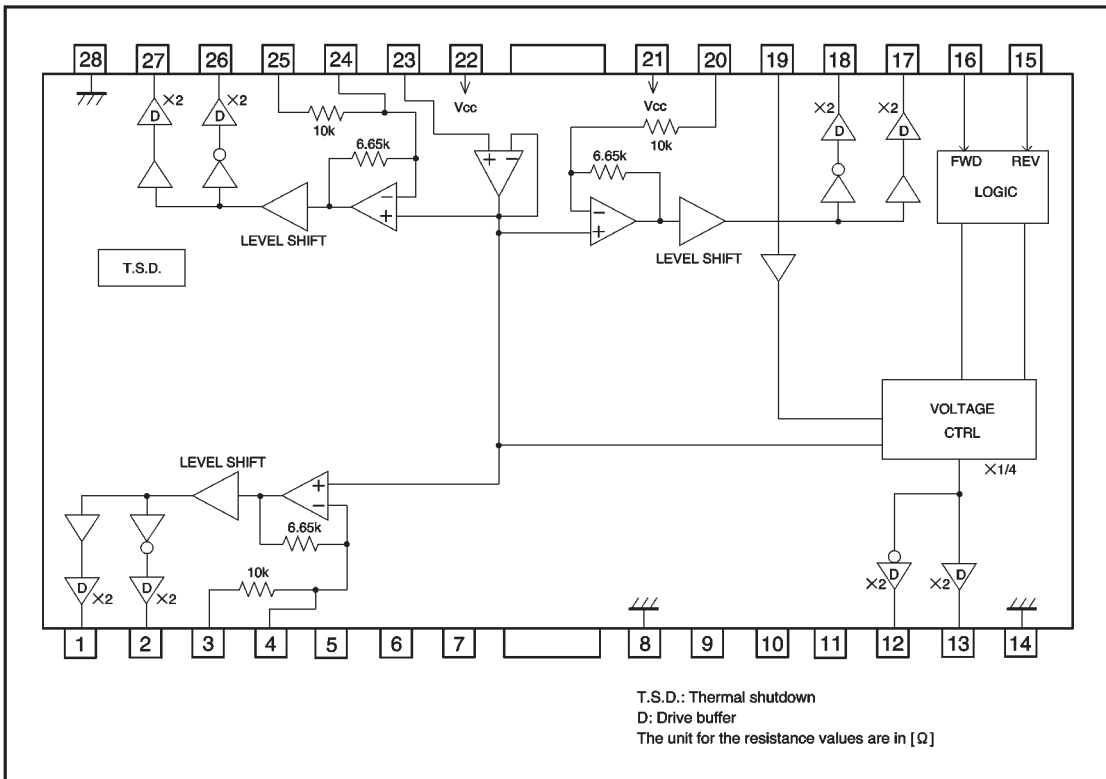 28 27 26 25 24 23 22 21 20 19 18 17 16 15
×2 ×2 ×2 ×2
D D D D
Vcc Vcc
10k 10k
6.65k 6.65k
FWD REV
LOGIC
+ −
− −
+ +
LEVEL SHIFT LEVEL SHIFT
T.S.D.
VOLTAGE
CTRL
×1/4
LEVEL SHIFT
+
−
6.65k
10k
D ×2 D ×2 ×2 D ×2 D
1 2 3 4 5 6 7 8 9 10 11 12 13 14
T.S.D.: Thermal shutdown
D: Drive buffer
The unit for the resistance values are in [Ω]